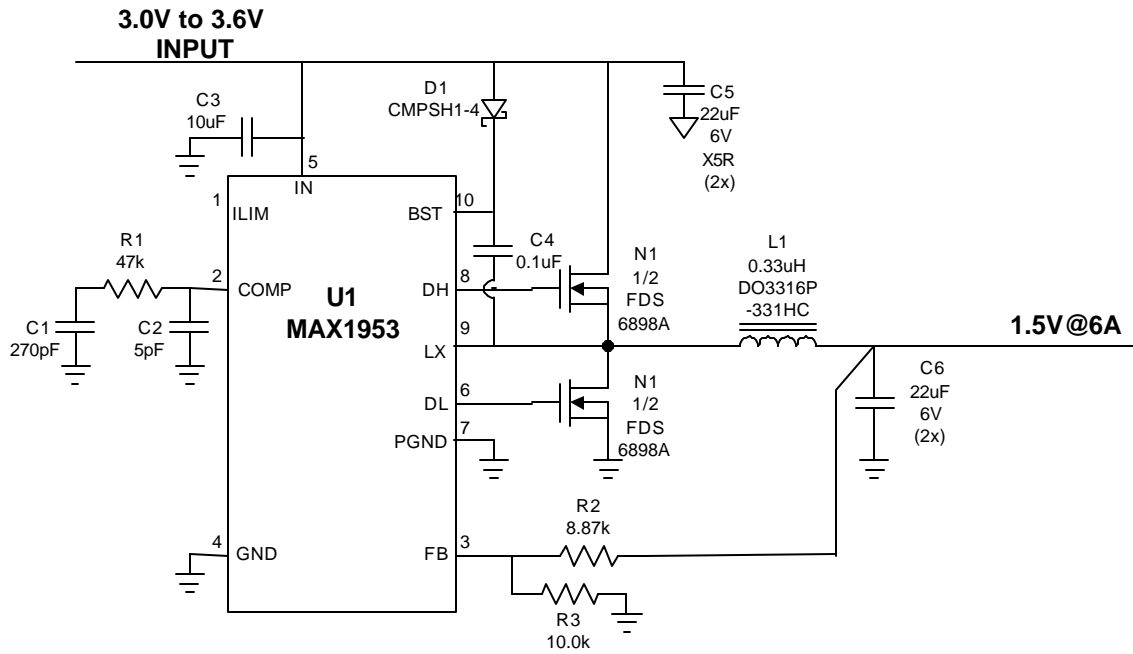 3.0V to 3.6V
INPUT
C3
10uF
D1
CMPSH1-4
C5
22uF
6V
X5R
(2x)
5
IN
1
ILIM
10
BST
R1
47k
C4
0.1uF
2
COMP
8
DH
N1
1/2
FDS
6898A
L1
0.33uH
DO3316P
-331HC
U1
MAX1953
C1
270pF
C2
5pF
9
LX
1.5V@6A
6
DL
N1
1/2
FDS
6898A
C6
22uF
6V
(2x)
7
PGND
R2
8.87k
4
GND
3
FB
R3
10.0k